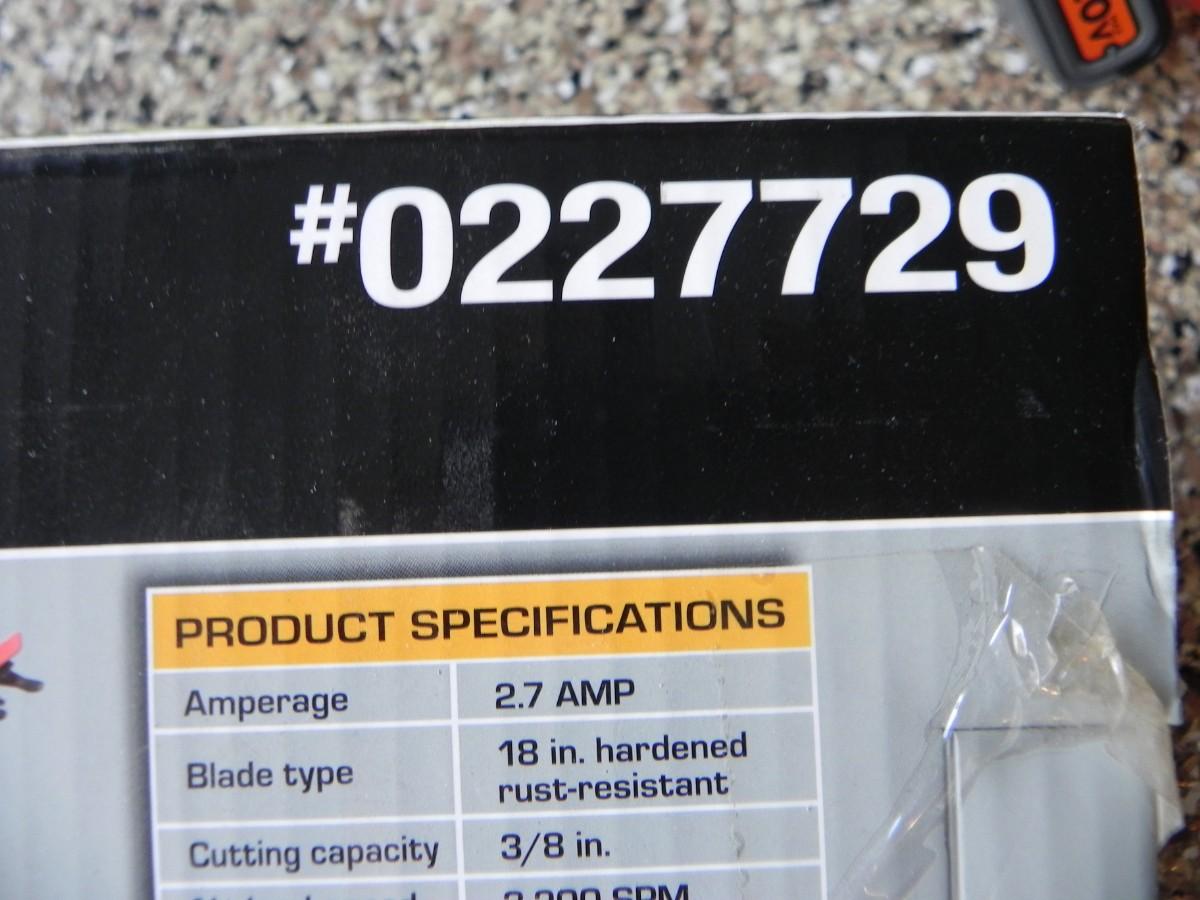 #0227729
PRODUCT SPECIFICATIONS
Amperage
2.7 AMP
Blade type
18 in. hardened
rust-resistant
Cutting capacity
3/8 in.
SPM